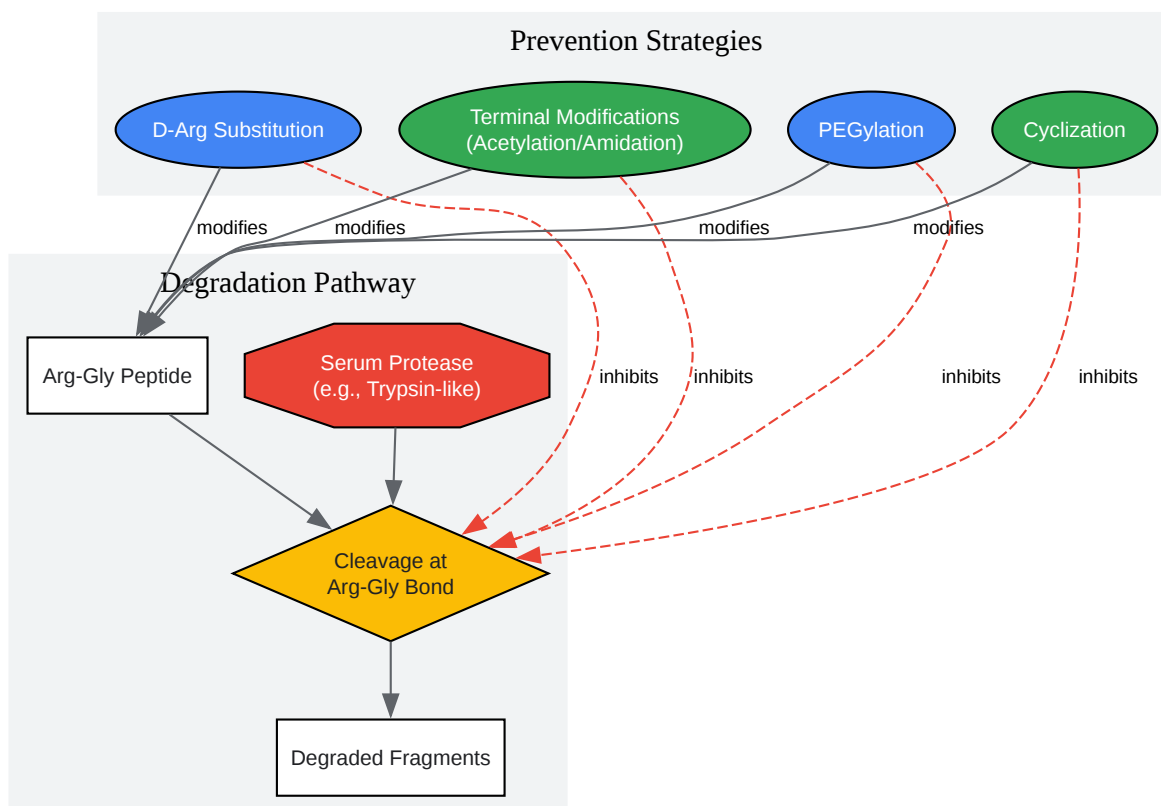 Prevention Strategies
D-Arg Substitution
Terminal Modifications
(Acetylation/Amidation)
PEGylation
Cyclization
modifies
modifies
modifies
modifies
Degradation Pathway
Arg-Gly Peptide
Serum Protease
(e.g., Trypsin-like)
inhibits
inhibits
inhibits
inhibits
Cleavage at
Arg-Gly Bond
Degraded Fragments